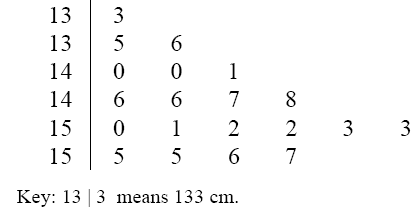 13 | 3
13 | 5 6
14 | 0 0 1
14 | 6 6 7 8
15 | 0 1 2 2 3 3
15 | 5 5 6 7
Key: 13 | 3 means 133 cm.